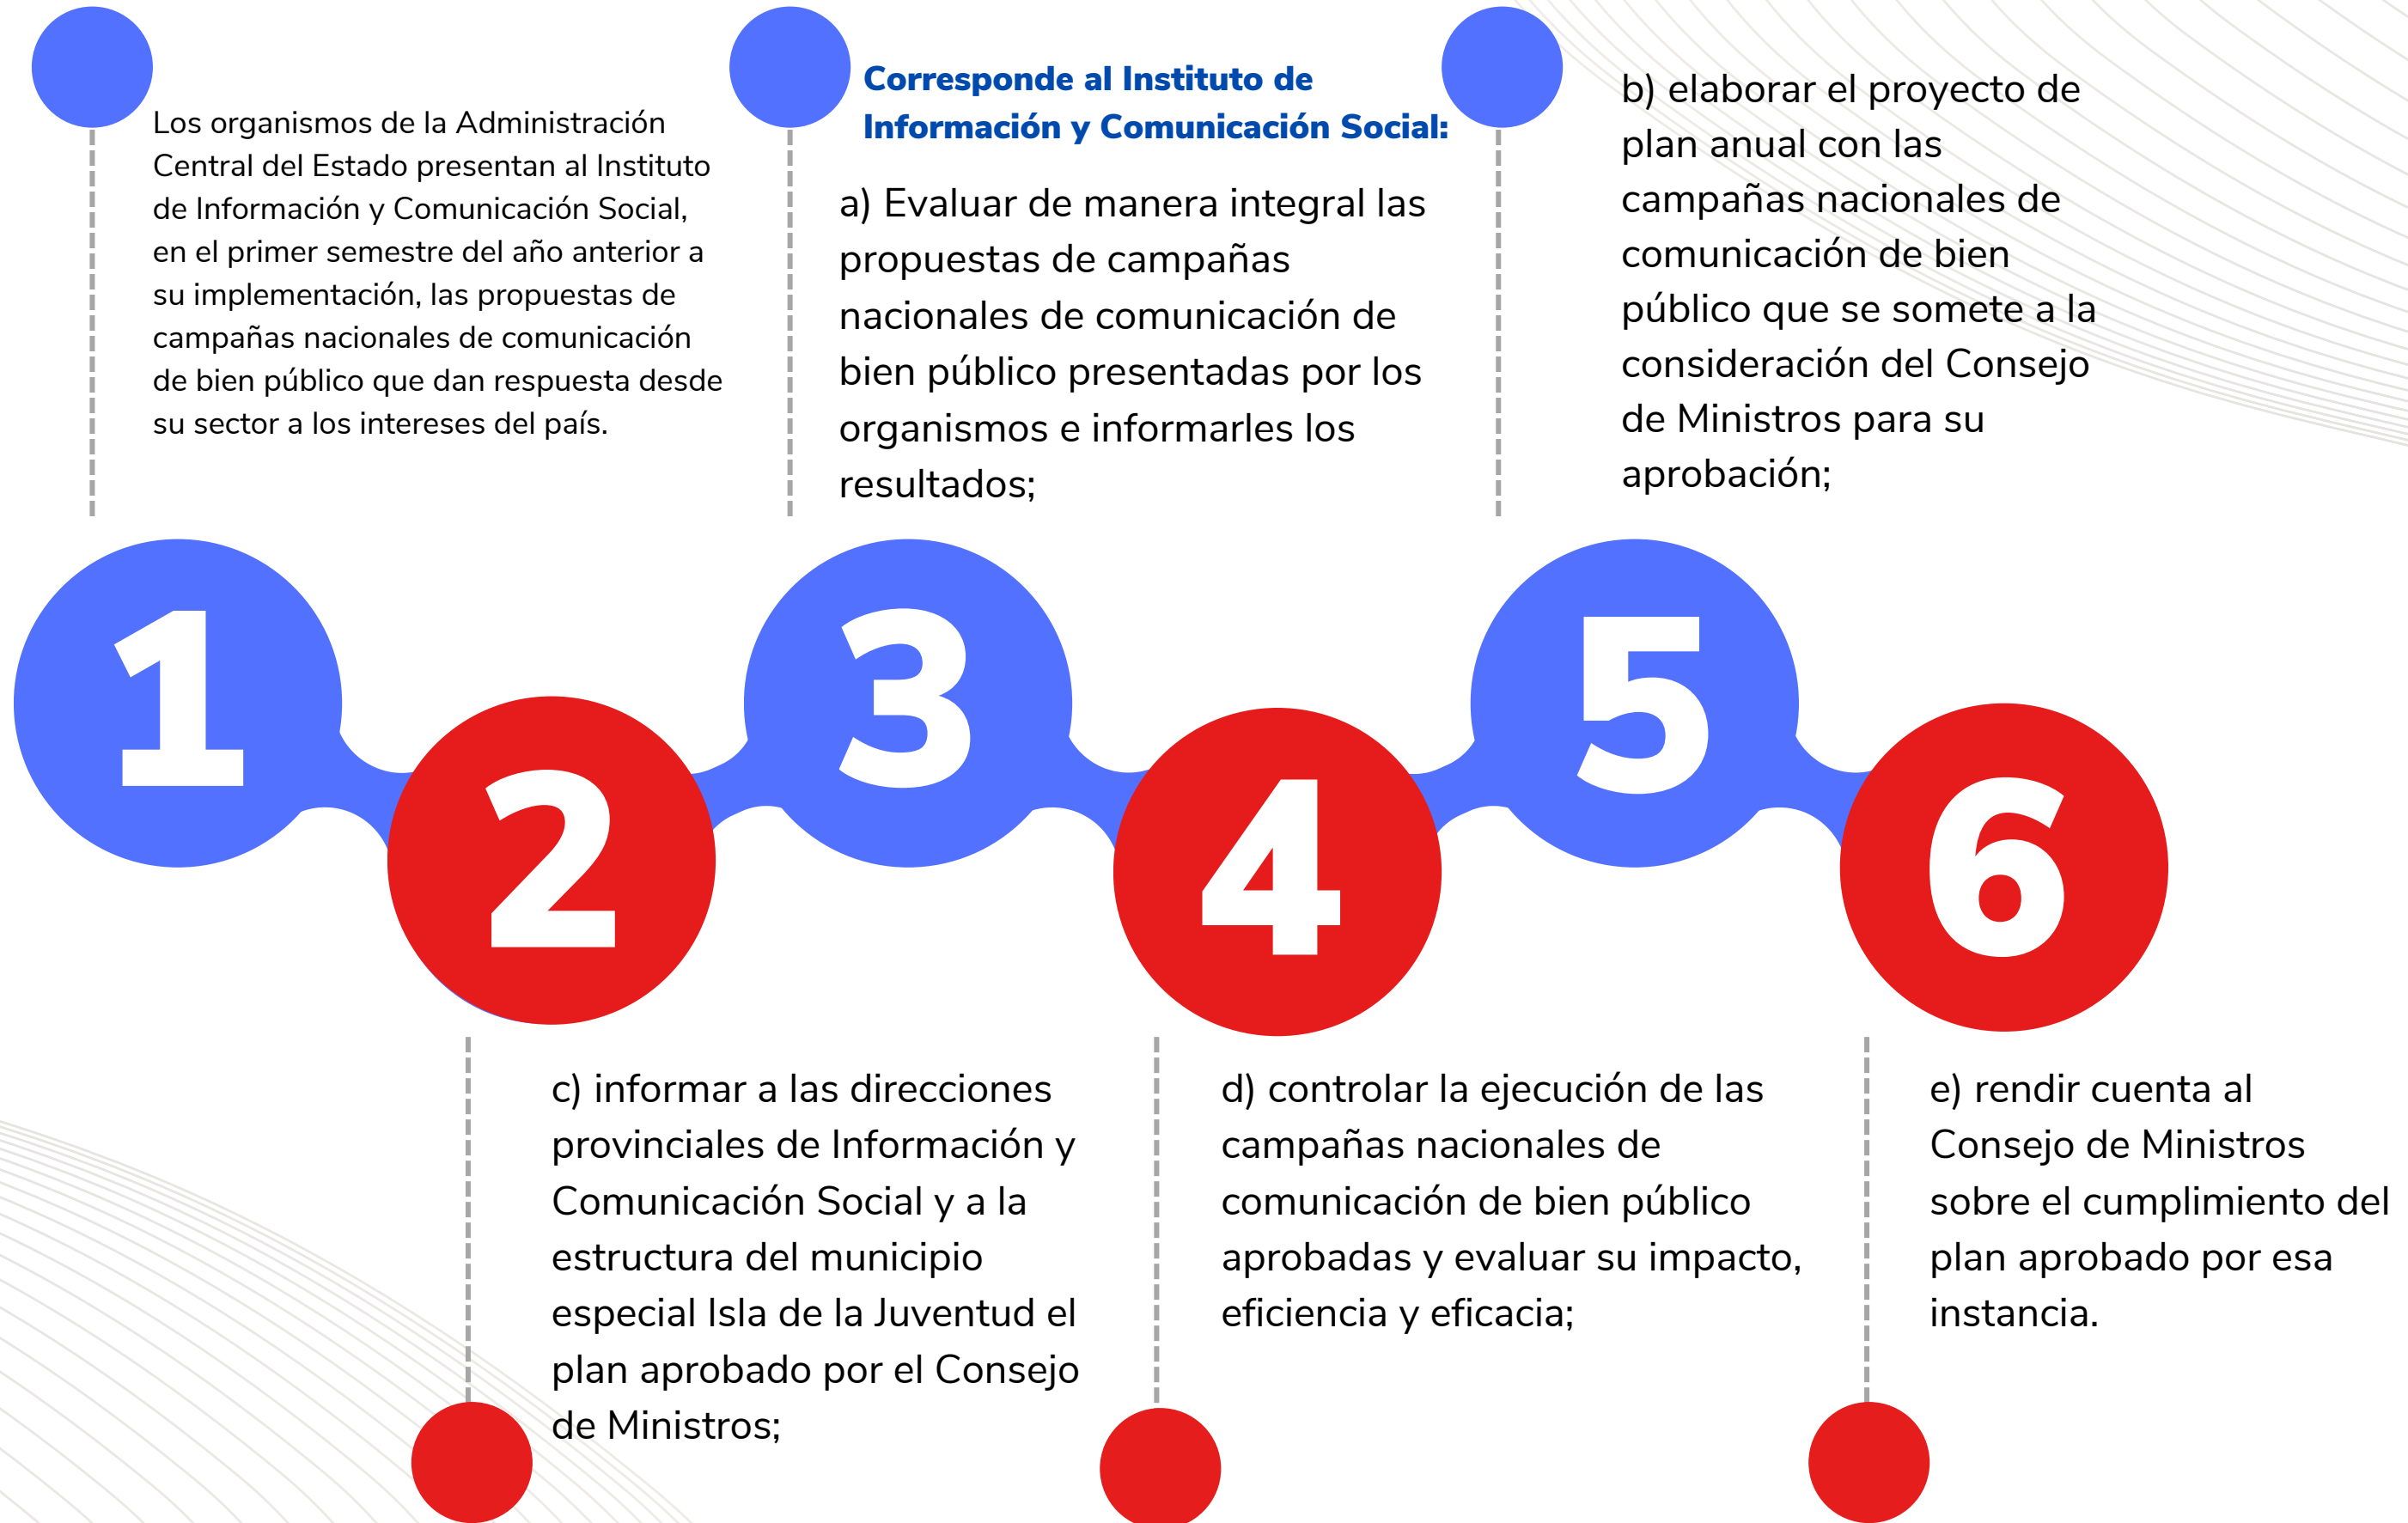 Los organismos de la Administración
Central del Estado presentan al Instituto
de Información y Comunicación Social,
en el primer semestre del año anterior a
su implementación, las propuestas de
campañas nacionales de comunicación
de bien público que dan respuesta desde
su sector a los intereses del país.
Corresponde al Instituto de
Información y Comunicación Social:
a) Evaluar de manera integral las
propuestas de campañas
nacionales de comunicación de
bien público presentadas por los
organismos e informarles los
resultados;
b) elaborar el proyecto de
plan anual con las
campañas nacionales de
comunicación de bien
público que se somete a la
consideración del Consejo
de Ministros para su
aprobación;
1
2
3
4
5
6
c) informar a las direcciones
provinciales de Información y
Comunicación Social y a la
estructura del municipio
especial Isla de la Juventud el
plan aprobado por el Consejo
de Ministros;
d) controlar la ejecución de las
campañas nacionales de
comunicación de bien público
aprobadas y evaluar su impacto,
eficiencia y eficacia;
e) rendir cuenta al
Consejo de Ministros
sobre el cumplimiento del
plan aprobado por esa
instancia.